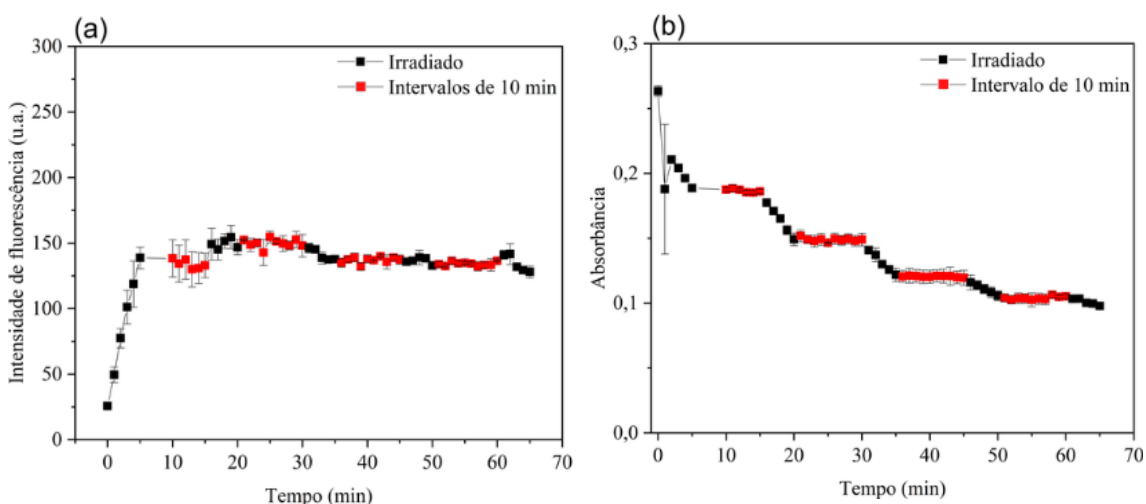 (a)
300
250
200
150
100
50
0
Intensidade de fluorescência (u.a.)
Irradiado
Intervalos de 10 min
0 10 20 30 40 50 60 70
Tempo (min)
(b)
0,3
0,2
0,1
0,0
Absorbância
Irradiado
Intervalo de 10 min
0 10 20 30 40 50 60 70
Tempo (min)